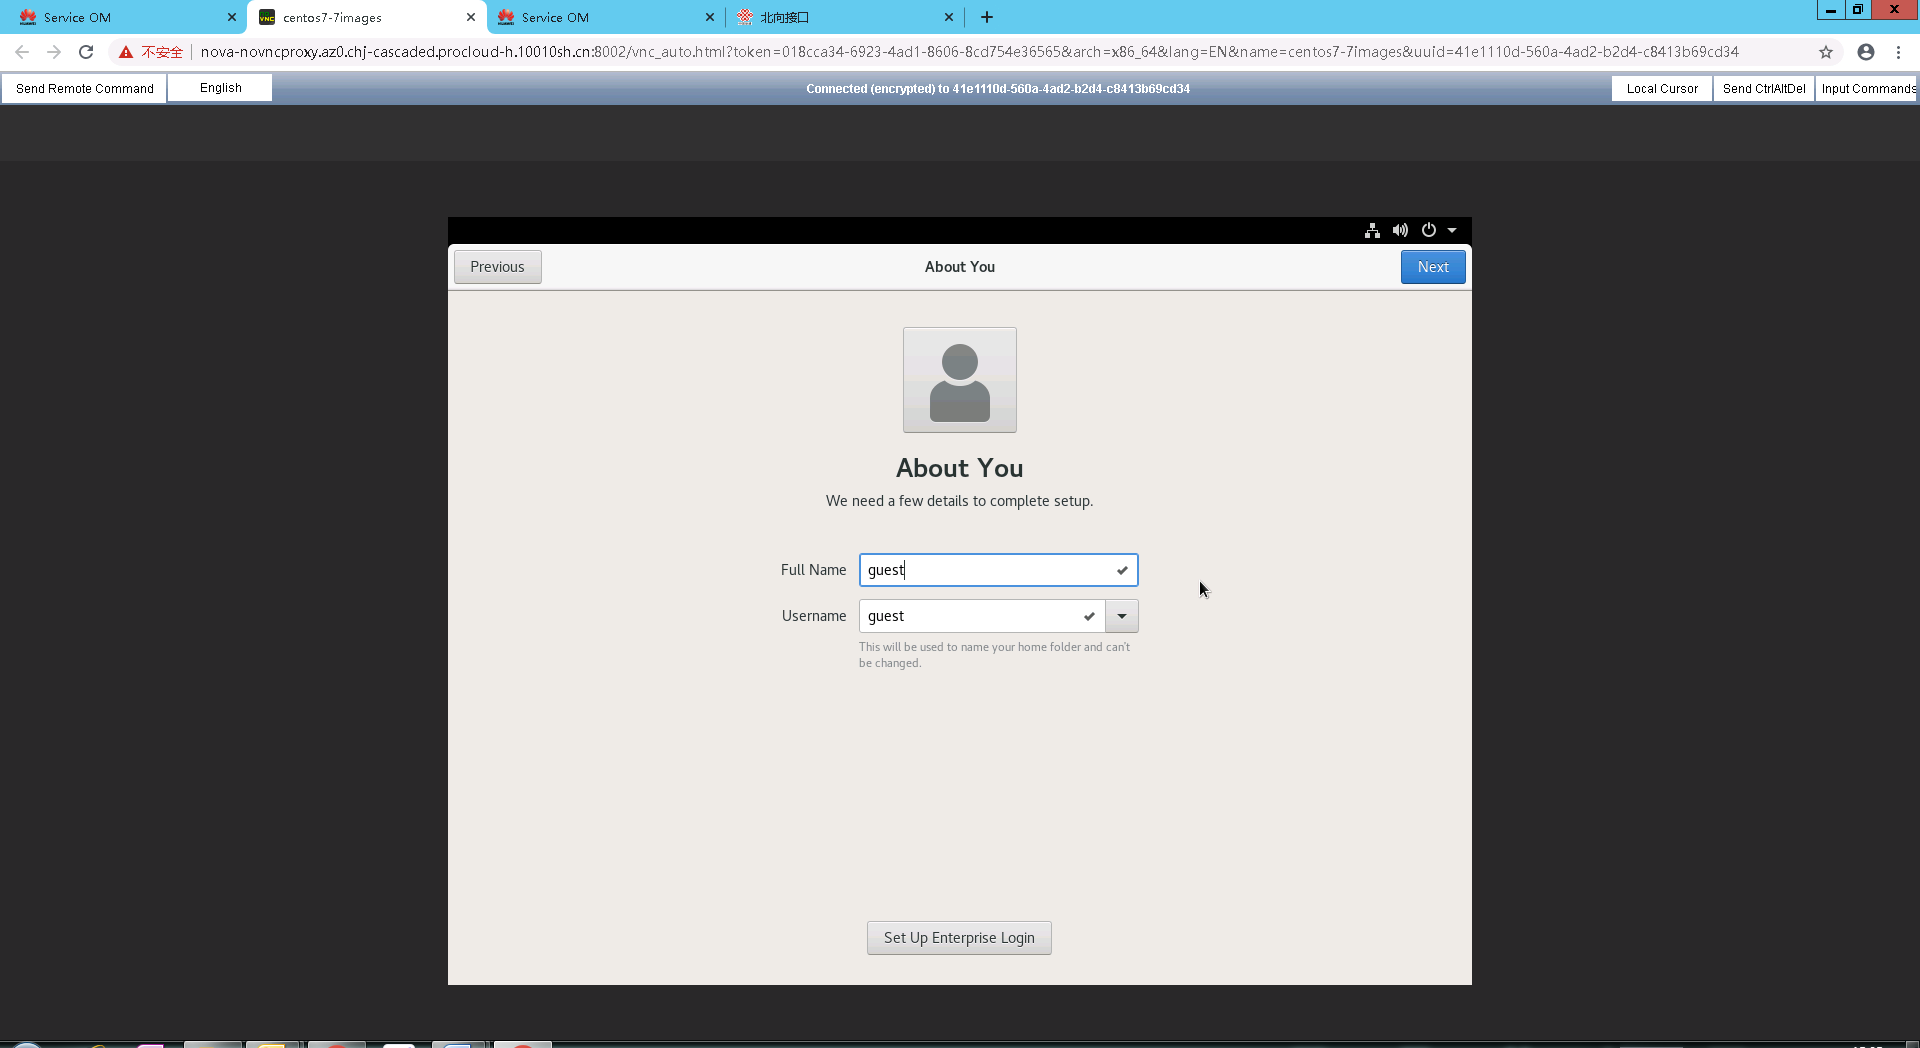 Service OM
centos7-7images
Service OM
北向接口
不安全
nova-novncproxy.az0.chj-cascaded.procloud-h.10010sh.cn:8002/vnc_auto.html?token=018cca34-6923-4ad1-8606-8cd754e36565&arch=x86_64&lang=EN&name=centos7-7images&uuid=41e1110d-560a-4ad2-b2d4-c8413b69cd34
Send Remote Command
English
Connected (encrypted) to 41e1110d-560a-4ad2-b2d4-c8413b69cd34
Local Cursor
Send CtrlAltDel
Input Commands
Previous
About You
Next
About You
We need a few details to complete setup.
Full Name
guest
Username
guest
This will be used to name your home folder and can't
be changed.
Set Up Enterprise Login